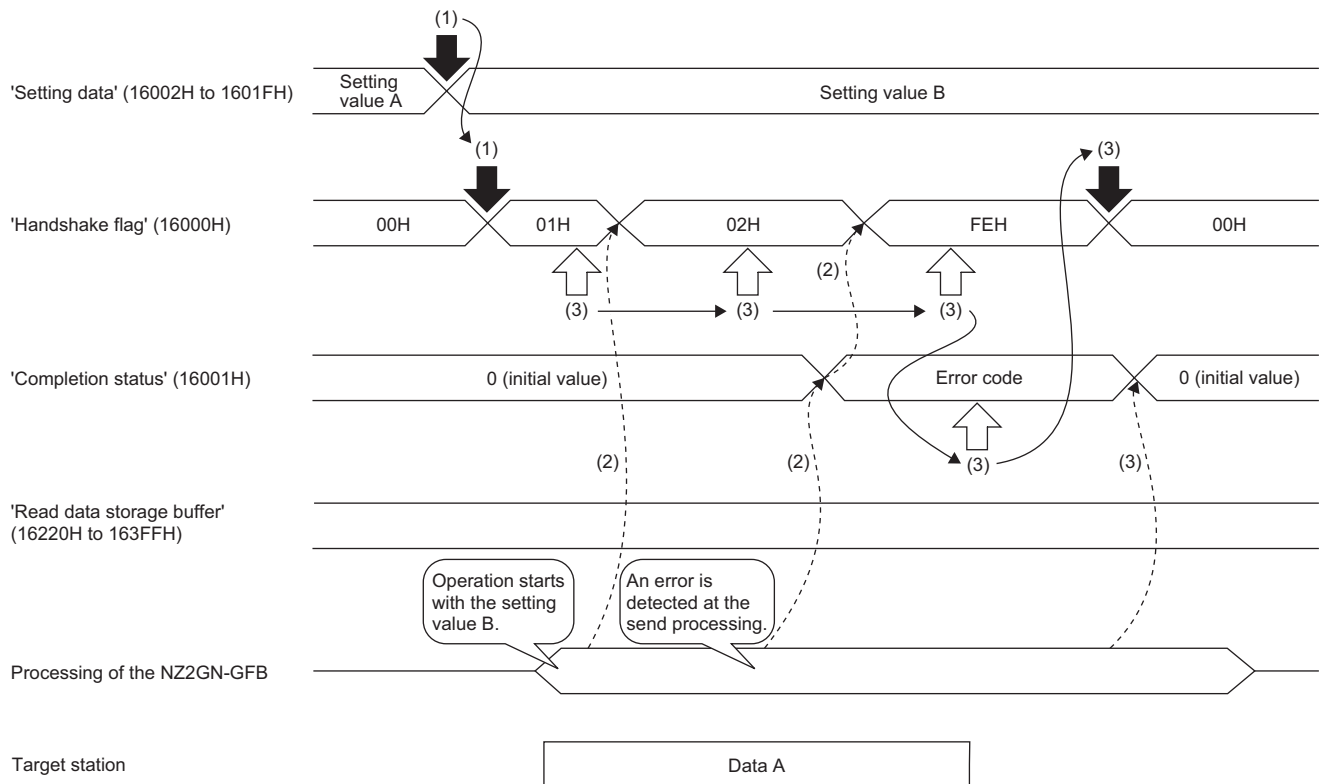 (1)
'Setting data' (16002H to 1601FH)
Setting
value A
Setting value B
(1)
(3)
'Handshake flag' (16000H)
00H
01H
02H
FEH
00H
(2)
(3)
(3)
(3)
'Completion status' (16001H)
0 (initial value)
Error code
0 (initial value)
(2)
(2)
(3)
(3)
'Read data storage buffer'
(16220H to 163FFH)
Operation starts
with the setting
value B.
An error is
detected at the
send processing.
Processing of the NZ2GN-GFB
Target station
Data A